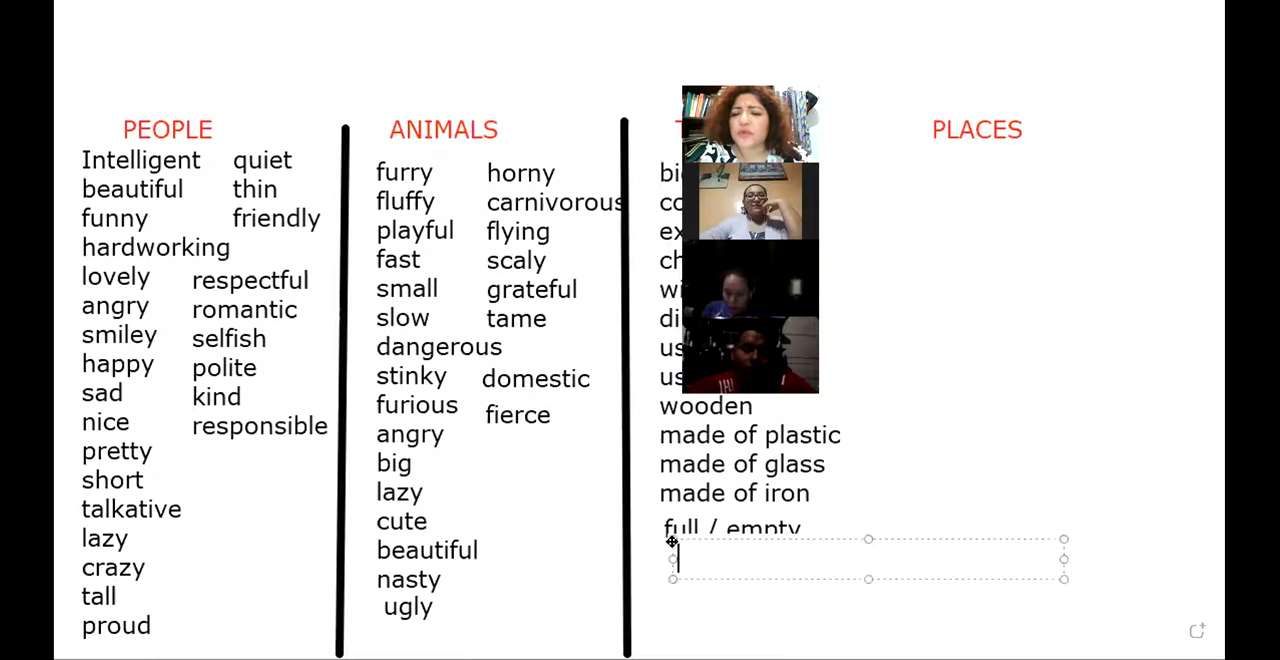 PEOPLE
Intelligent quiet
beautiful thin
funny friendly
hardworking
lovely respectful
angry romantic
smiley selfish
happy polite
sad kind
nice responsible
pretty
short
talkative
lazy
crazy
tall
proud
ANIMALS
furry horny
fluffy carnivorous
playful flying
fast scaly
small grateful
slow tame
dangerous
stinky domestic
furious fierce
angry
big
lazy
cute
beautiful
nasty
ugly
wooden
made of plastic
made of glass
made of iron
full / empty
PLACES